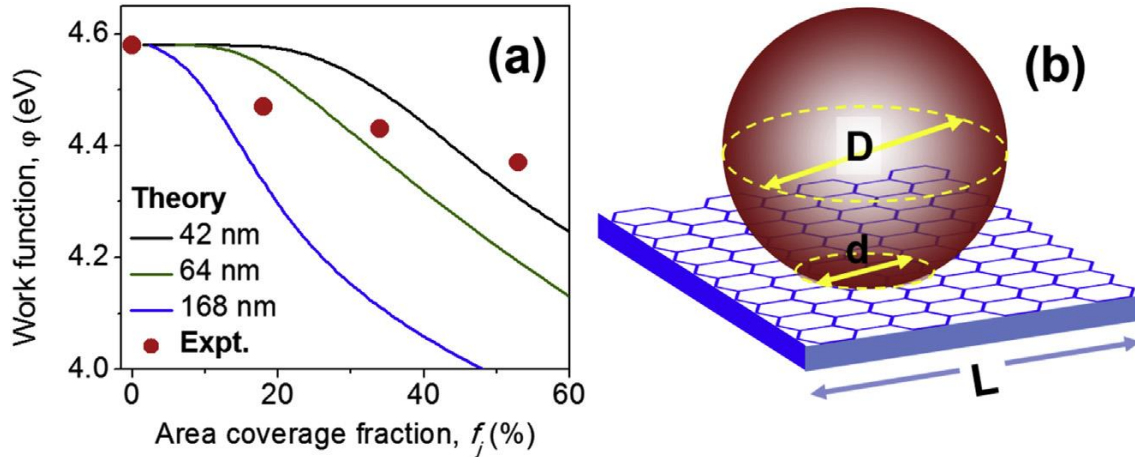 4.6
4.4
4.2
4.0
Work function, φ (eV)
(a)
Theory
42 nm
64 nm
168 nm
Expt.
0
20
40
60
Area coverage fraction, fj (%)
(b)
D
d
L